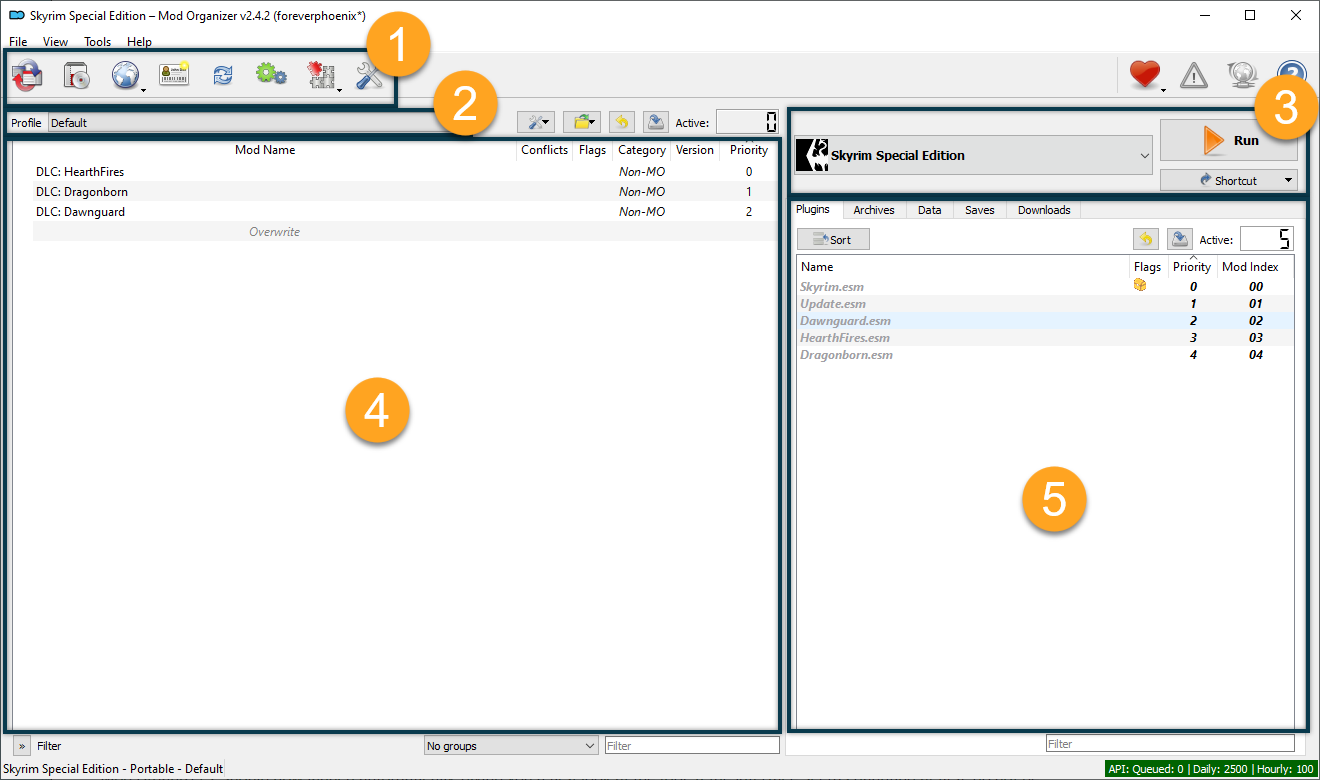 Skyrim Special Edition – Mod Organizer v2.4.2 (foreverphoenix*)
File View Tools Help
1
2
3
Profile Default Active: 0
Skyrim Special Edition Run
Shortcut
Mod Name Conflicts Flags Category Version Priority
DLC: HearthFires Non-MO 0
DLC: Dragonborn Non-MO 1
DLC: Dawnguard Non-MO 2
Overwrite
4
Plugins Archives Data Saves Downloads
Sort Active: 5
Name Flags Priority Mod Index
Skyrim.esm 0 00
Update.esm 1 01
Dawnguard.esm 2 02
HearthFires.esm 3 03
Dragonborn.esm 4 04
5
» Filter No groups Filter
Filter
Skyrim Special Edition - Portable - Default
API: Queued: 0 | Daily: 2500 | Hourly: 100